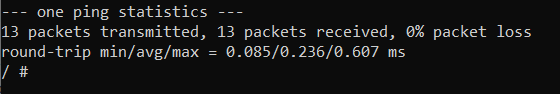 --- one ping statistics ---
13 packets transmitted, 13 packets received, 0% packet loss
round-trip min/avg/max = 0.085/0.236/0.607 ms
/ #